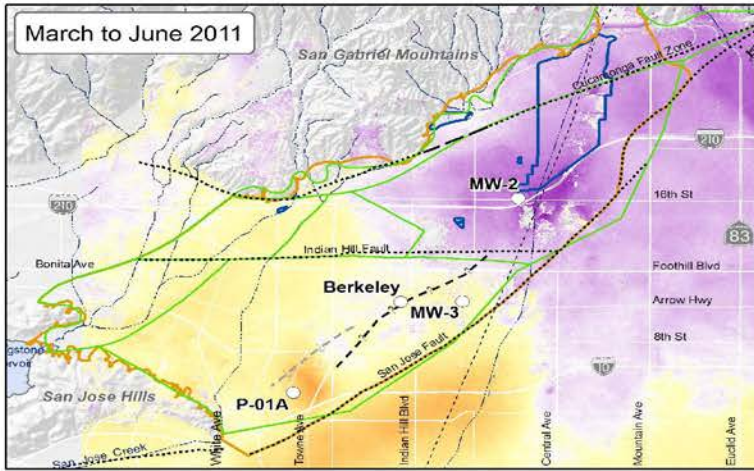 March to June 2011
San Gabriel Mountains
Cucamonga Fault Zone
210
MW-2
16th St
210
83
Indian Hill Fault
Bonita Ave
Foothill Blvd
Berkeley
MW-3
Arrow Hwy
8th St
San Jose Fault
10
San Jose Hills
P-01A
San Jose Creek
White Ave
Towne Ave
Indian Hill Blvd
Central Ave
Mountain Ave
Euclid Ave